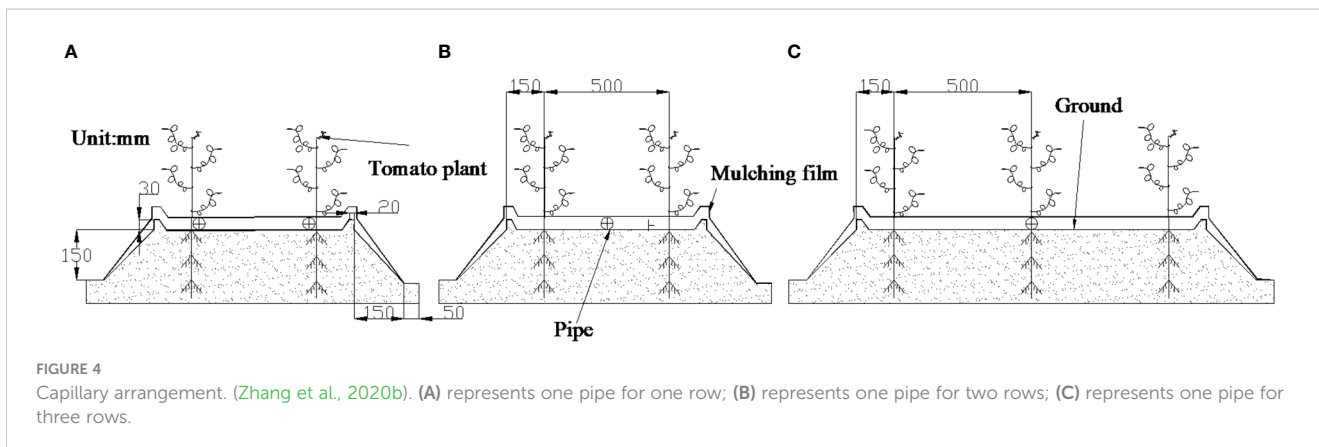 A
B
C
150
500
150
500
Ground
Unit:mm
Tomato plant
Mulching film
30
20
150
Pipe
150
50
FIGURE 4
Capillary arrangement. (Zhang et al., 2020b). (A) represents one pipe for one row; (B) represents one pipe for two rows; (C) represents one pipe for
three rows.